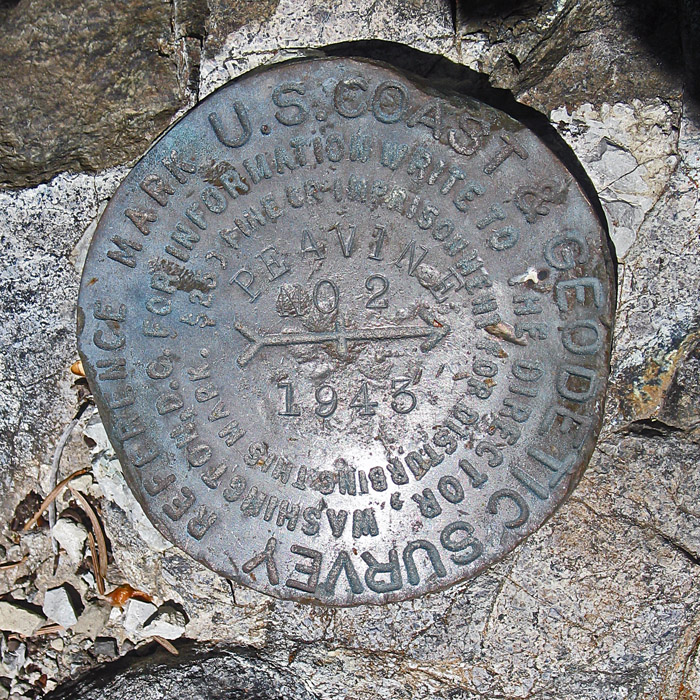 U.S. COAST & GEODETIC SURVEY
REFERENCE MARK
FOR INFORMATION WRITE TO THE DIRECTOR, WASHINGTON, D.C.
$250 FINE OR IMPRISONMENT FOR DISTURBING THIS MARK.
PEAVINE
O 2
1943